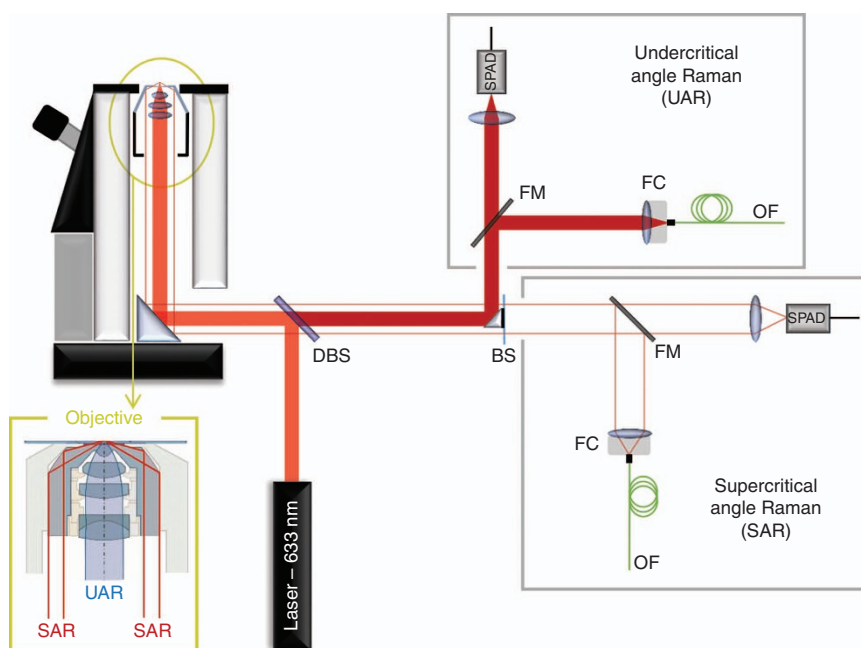 SPAD
Undercritical
angle Raman
(UAR)
FM
FC
OF
DBS
BS
FM
SPAD
FC
OF
Supercritical
angle Raman
(SAR)
Laser – 633 nm
Objective
UAR
SAR
SAR